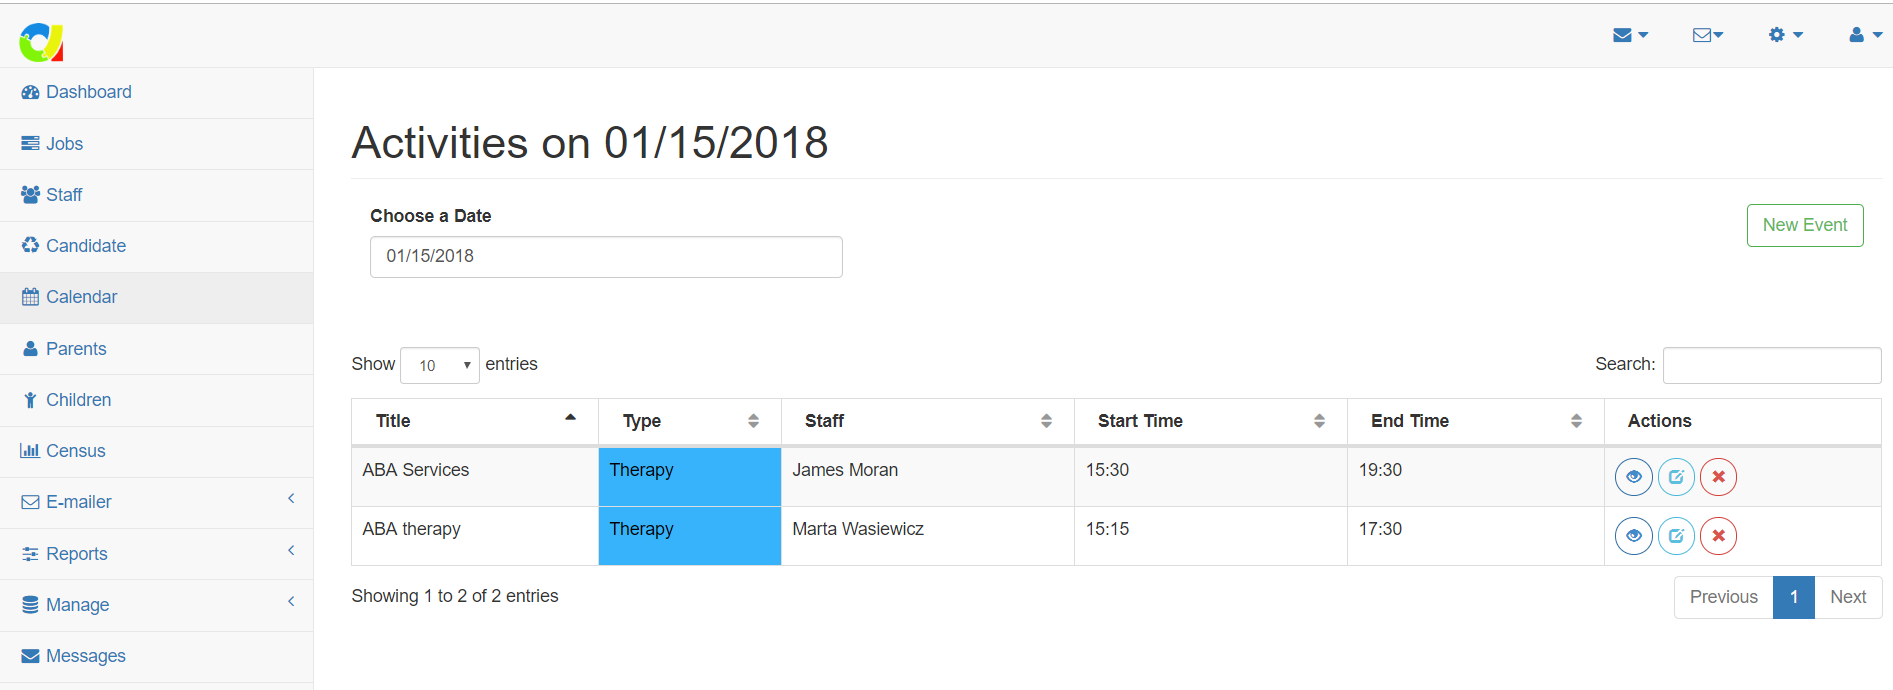 Dashboard
Jobs
Staff
Candidate
Calendar
Parents
Children
Census
E-mailer
Reports
Manage
Messages
Activities on 01/15/2018
Choose a Date
01/15/2018
New Event
Show 10 entries
Search:
Title Type Staff Start Time End Time Actions
ABA Services Therapy James Moran 15:30 19:30
ABA therapy Therapy Marta Wasiewicz 15:15 17:30
Showing 1 to 2 of 2 entries
Previous 1 Next